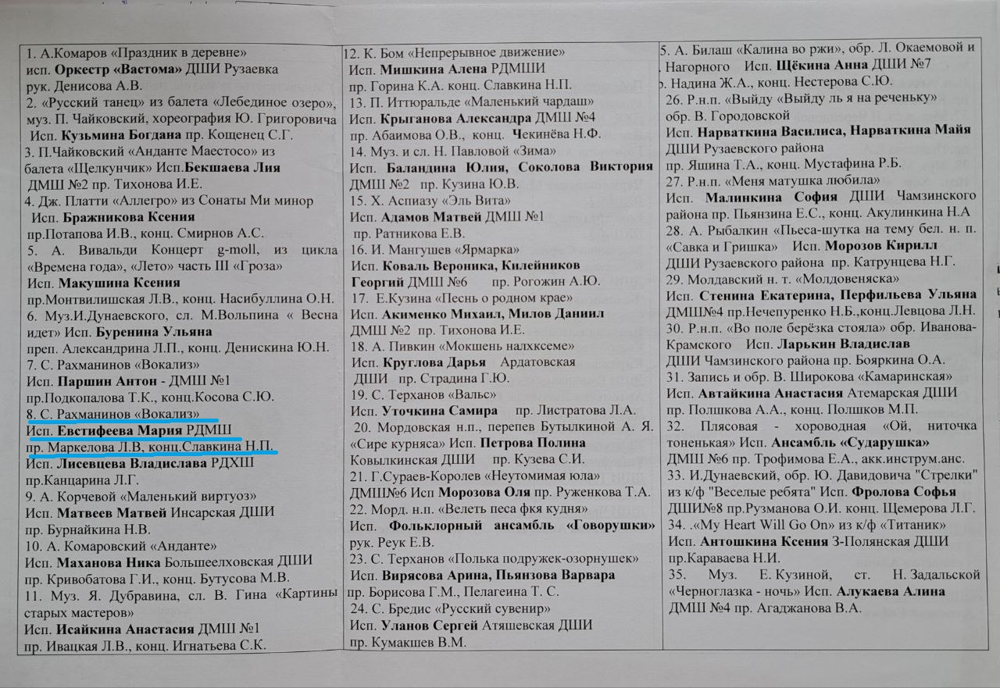 1. А.Комаров «Праздник в деревне»
исп. Оркестр «Вастома» ДШИ Рузаевка
рук. Денисова А.В.
2. «Русский танец» из балета «Лебединое озеро»,
муз. П. Чайковский, хореография Ю. Григоровича
Исп. Кузьмина Богдана пр. Кощенец С.Г.
3. П.Чайковский «Анданте Маестосо» из
балета «Щелкунчик» Исп.Бекшаева Лия
ДМШ №2 пр. Тихонова И.Е.
4. Дж. Платти «Аллегро» из Сонаты Ми минор
Исп. Бражникова Ксения
пр.Потапова И.В., конц. Смирнов А.С.
5. А. Вивальди Концерт g-moll, из цикла
«Времена года», «Лето» часть III «Гроза»
Исп. Макушина Ксения
пр.Монтвилишская Л.В., конц. Насибуллина О.Н.
6. Муз.И.Дунаевского, сл. М.Вольпина « Весна
идет» Исп. Буренина Ульяна
преп. Александрина Л.П., конц. Денискина Ю.Н.
7. С. Рахманинов «Вокализ»
Исп. Паршин Антон - ДМШ №1
пр.Подкопалова Т.К., конц.Косова С.Ю.
8. С. Рахманинов «Вокализ»
Исп. Евстифеева Мария РДМШ
пр. Маркелова Л.В, конц.Славкина Н.П.
Исп. Лисевцева Владислава РДХШ
пр.Канцарина Л.Г.
9. А. Корчевой «Маленький виртуоз»
Исп. Матвеев Матвей Инсарская ДШИ
пр. Бурнайкина Н.В.
10. А. Комаровский «Анданте»
Исп. Маханова Ника Большеелховская ДШИ
пр. Кривобатова Г.И., конц. Бутусова М.В.
11. Муз. Я. Дубравина, сл. В. Гина «Картины
старых мастеров»
Исп. Исайкина Анастасия ДМШ №1
пр. Ивацкая Л.В., конц. Игнатьева С.К.
12. К. Бом «Непрерывное движение»
Исп. Мишкина Алена РДМШИ
пр. Горина К.А. конц. Славкина Н.П.
13. П. Иттюральде «Маленький чардаш»
Исп. Крыганова Александра ДМШ №4
пр. Абаимова О.В., конц. Чекинёва Н.Ф.
14. Муз. и сл. Н. Павловой «Зима»
Исп. Баландина Юлия, Соколова Виктория
ДМШ №2 пр. Кузина Ю.В.
15. Х. Аспиазу «Эль Вита»
Исп. Адамов Матвей ДМШ №1
пр. Ратникова Е.В.
16. И. Мангушев «Ярмарка»
Исп. Коваль Вероника, Килейников
Георгий ДМШ №6 пр. Рогожин А.Ю.
17. Е.Кузина «Песнь о родном крае»
Исп. Акименко Михаил, Милов Даниил
ДМШ №2 пр. Тихонова И.Е.
18. А. Пивкин «Мокшень налхксеме»
Исп. Круглова Дарья Ардатовская
ДШИ пр. Страдина Г.Ю.
19. С. Терханов «Вальс»
Исп. Уточкина Самира пр. Листратова Л.А.
20. Мордовская н.п., перепев Бутылкиной А. Я.
«Сире курняса» Исп. Петрова Полина
Ковылкинская ДШИ пр. Кузева С.И.
21. Г.Сураев-Королев «Неутомимая юла»
ДМШ№6 Исп Морозова Оля пр. Руженкова Т.А.
22. Морд. н.п. «Велеть песа фкя кудня»
Исп. Фольклорный ансамбль «Говорушки»
рук. Реук Е.В.
23. С. Терханов «Полька подружек-озорнушек»
Исп. Вирясова Арина, Пьянзова Варвара
пр. Борисова Г.М., Пелагеина Т. С.
24. С. Бредис «Русский сувенир»
Исп. Уланов Сергей Атяшевская ДШИ
пр. Кумакшев В.М.
5. А. Билаш «Калина во ржи», обр. Л. Окаемовой и
Нагорного Исп. Щёкина Анна ДШИ №7
р. Надина Ж.А., конц. Нестерова С.Ю.
26. Р.н.п. «Выйду «Выйду ль я на реченьку»
обр. В. Городовской
Исп. Нарваткина Василиса, Нарваткина Майя
ДШИ Рузаевского района
пр. Яшина Т.А., конц. Мустафина Р.Б.
27. Р.н.п. «Меня матушка любила»
Исп. Малинкина София ДШИ Чамзинского
района пр. Пьянзина Е.С., конц. Акулинкина Н.А
28. А. Рыбалкин «Пьеса-шутка на тему бел. н. п.
«Савка и Гришка» Исп. Морозов Кирилл
ДШИ Рузаевского района пр. Катрунцева Н.Г.
29. Молдавский н. т. «Молдовеняска»
Исп. Стенина Екатерина, Перфильева Ульяна
ДМШ№4 пр.Нечепуренко Н.Б.,конц.Левцова Л.Н.
30. Р.н.п. «Во поле берёзка стояла» обр. Иванова-
Крамского Исп. Ларькин Владислав
ДШИ Чамзинского района пр. Бояркина О.А.
31. Запись и обр. В. Широкова «Камаринская»
Исп. Автайкина Анастасия Атемарская ДШИ
пр. Полшкова А.А., конц. Полшков М.П.
32. Плясовая - хороводная «Ой, ниточка
тоненькая» Исп. Ансамбль «Сударушка»
ДМШ №6 пр. Трофимова Е.А., акк.инструм.анс.
33. И.Дунаевский, обр. Ю. Давидовича "Стрелки"
из к/ф "Веселые ребята" Исп. Фролова Софья
ДШИ№8 пр.Рузманова О.И. конц. Щемерова Л.Г.
34. .«My Heart Will Go On» из к/ф «Титаник»
Исп. Антошкина Ксения З-Полянская ДШИ
пр.Караваева Н.И.
35. Муз. Е. Кузиной, ст. Н. Задальской
«Черноглазка - ночь» Исп. Алукаева Алина
ДМШ №4 пр. Агаджанова В.А.